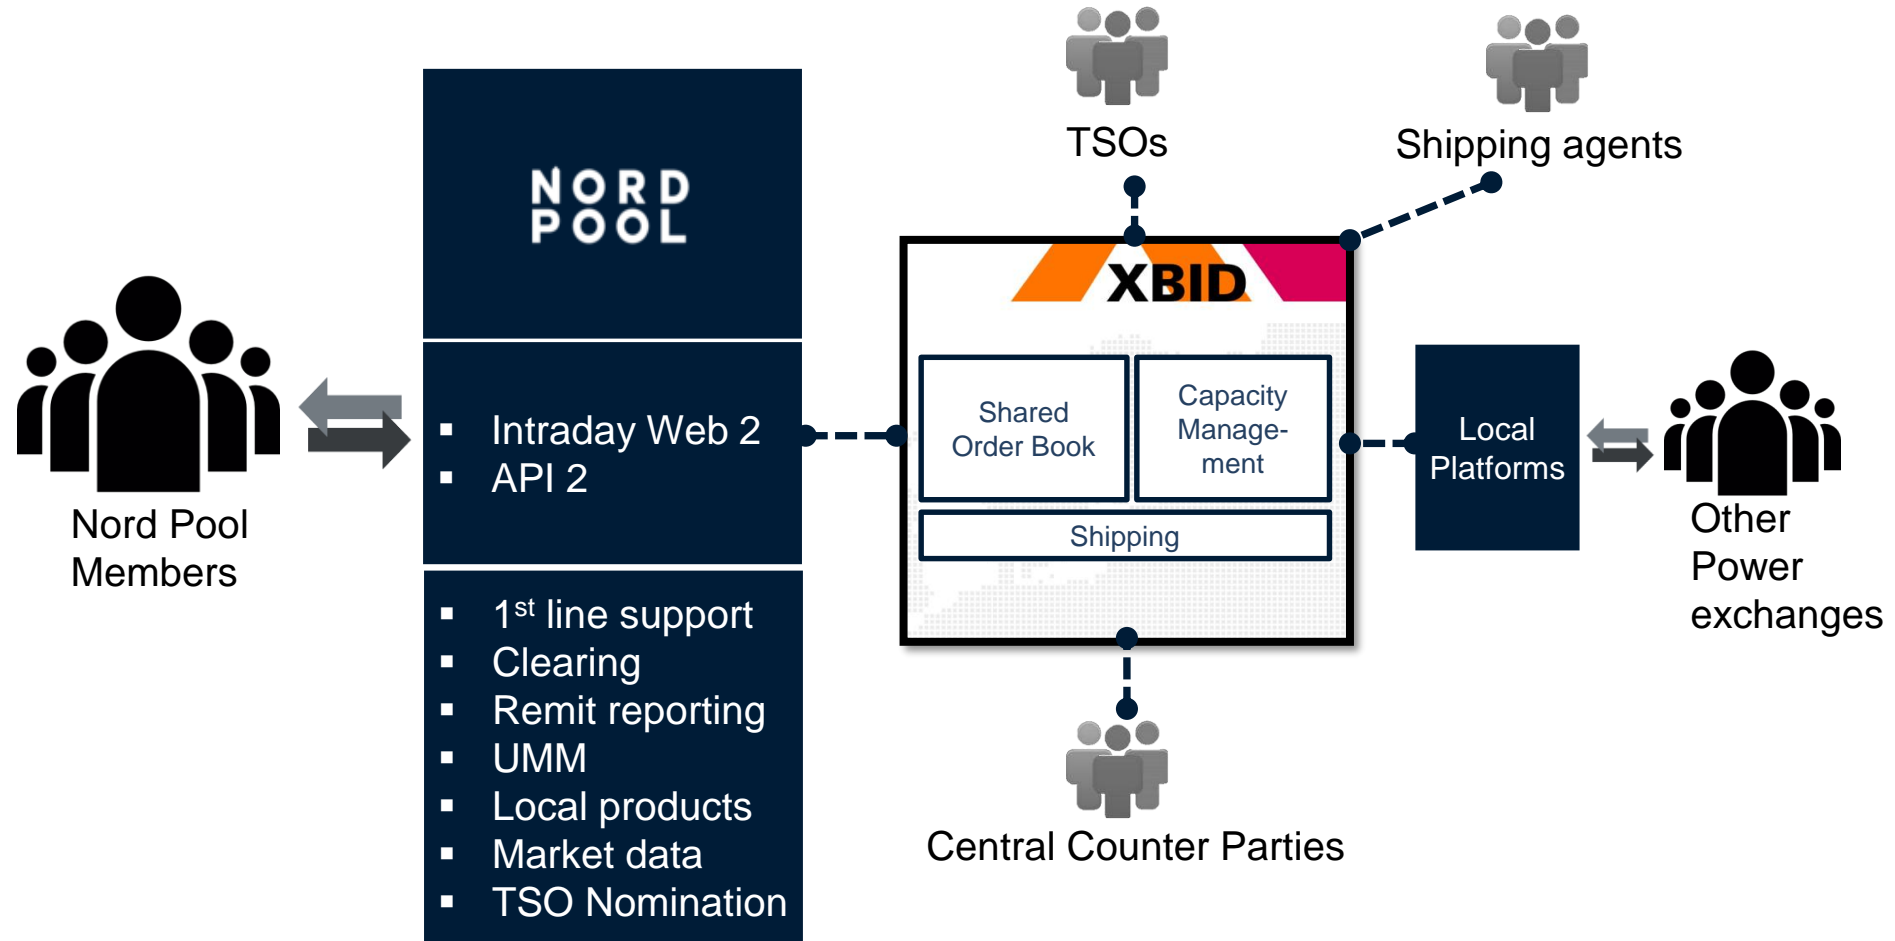 TSOs
Shipping agents
NORD
POOL
XBID
Nord Pool
Members
▪ Intraday Web 2
▪ API 2
Shared
Order Book
Capacity
Manage-
ment
Shipping
Local
Platforms
Other
Power
exchanges
▪ 1st line support
▪ Clearing
▪ Remit reporting
▪ UMM
▪ Local products
▪ Market data
▪ TSO Nomination
Central Counter Parties